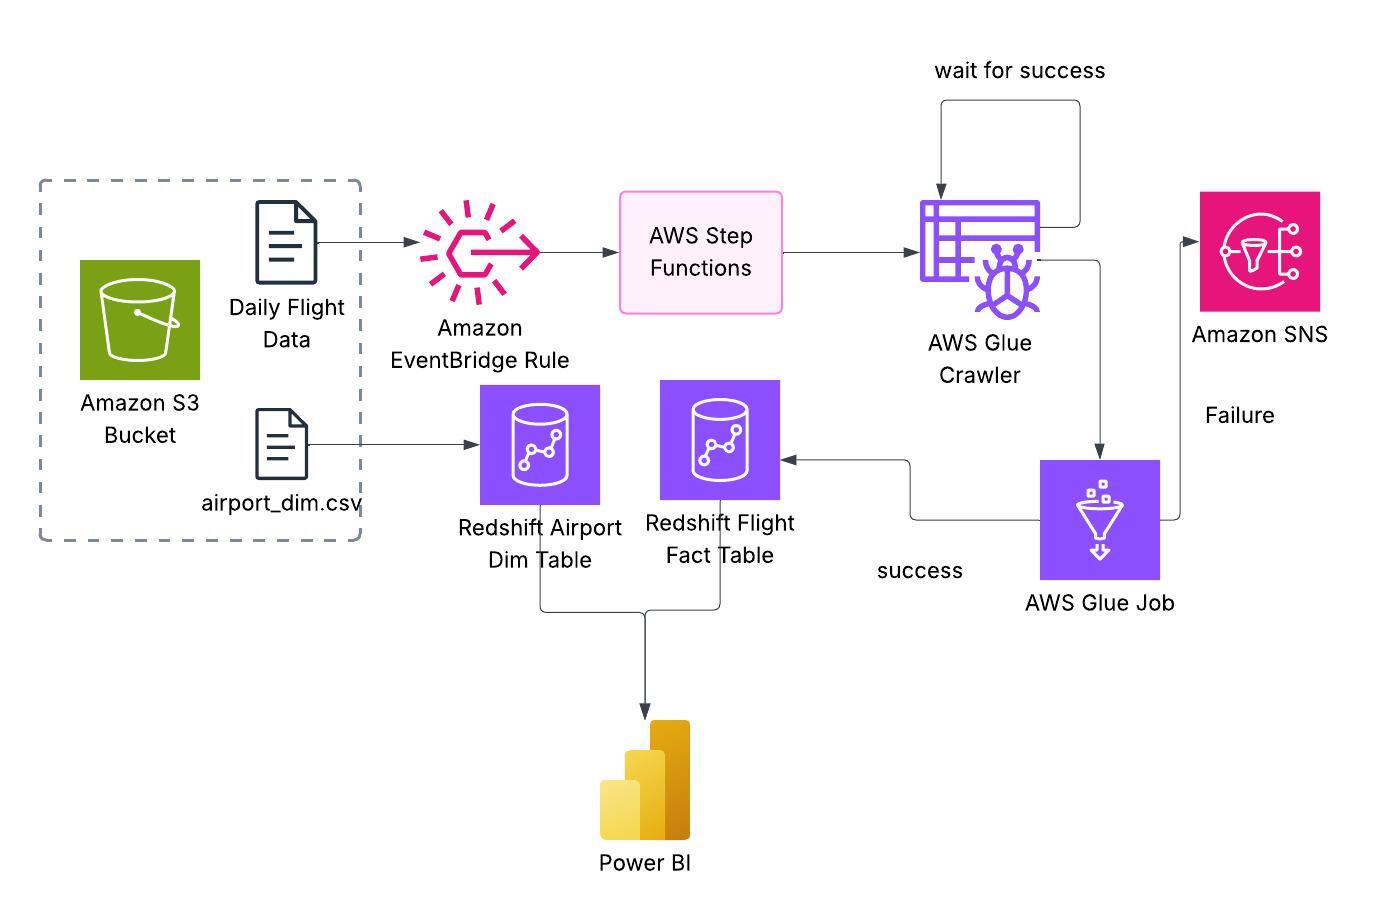 wait for success
Daily Flight
Data
Amazon S3
Bucket
airport_dim.csv
Amazon
EventBridge Rule
AWS Step
Functions
AWS Glue
Crawler
Amazon SNS
Failure
Redshift Airport
Dim Table
Redshift Flight
Fact Table
success
AWS Glue Job
Power BI